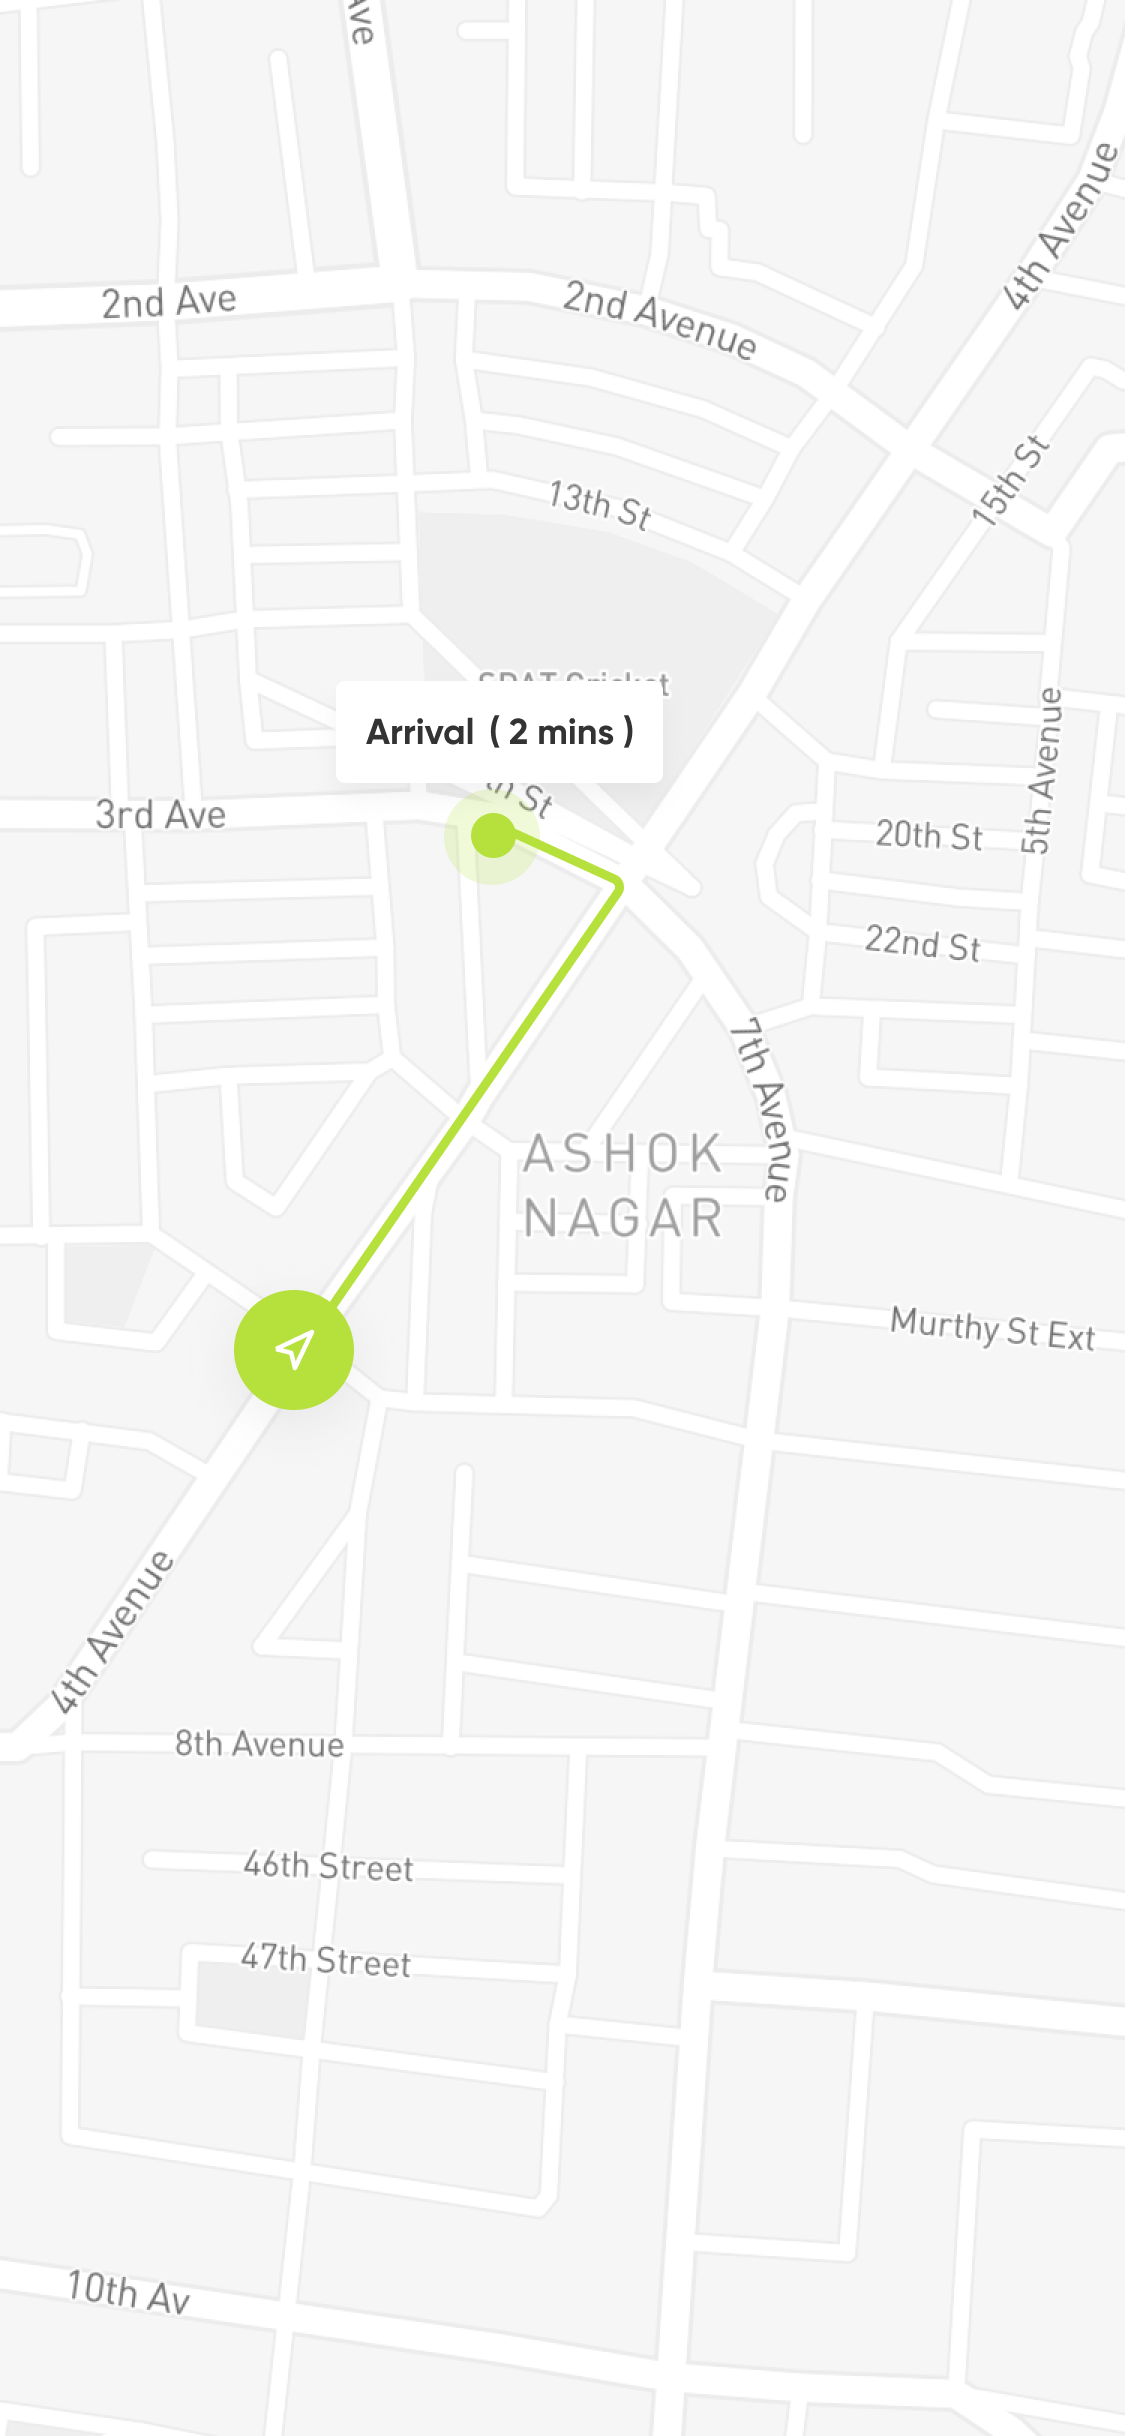 Ave
4th Avenue
2nd Ave
2nd Avenue
15th St
13th St
Arrival ( 2 mins )
St
5th Avenue
3rd Ave
20th St
22nd St
7th Avenue
ASHOK
NAGAR
Murthy St Ext
4th Avenue
8th Avenue
46th Street
47th Street
10th Av